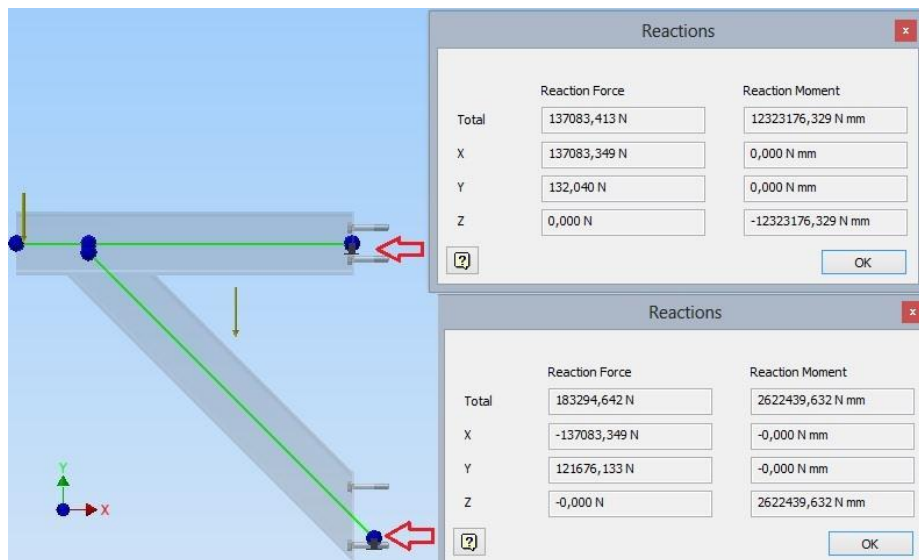 Reactions
x
Reaction Force Reaction Moment
Total 137083,413 N 12323176,329 N mm
X 137083,349 N 0,000 N mm
Y 132,040 N 0,000 N mm
Z 0,000 N -12323176,329 N mm
? OK
Reactions
x
Reaction Force Reaction Moment
Total 183294,642 N 2622439,632 N mm
X -137083,349 N -0,000 N mm
Y 121676,133 N -0,000 N mm
Z -0,000 N 2622439,632 N mm
? OK
Y
X